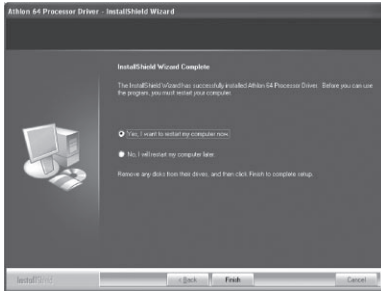 Athlon 64 Processor Driver - InstallShield Wizard
InstallShield Wizard Complete
The InstallShield Wizard has successfully installed Athlon 64 Processor Driver. Before you can use
the program, you must restart your computer.
Yes, I want to restart my computer now.
No, I will restart my computer later.
Remove any disks from their drives, and then click Finish to complete setup.
InstallShield
< Back
Finish
Cancel